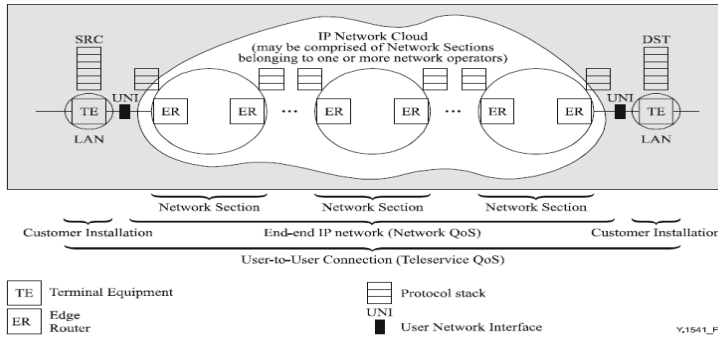 SRC
IP Network Cloud
(may be comprised of Network Sections
belonging to one or more network operators)
DST
UNI
UNI
TE
ER
ER
...
ER
ER
...
ER
ER
TE
LAN
LAN
Network Section
Network Section
Network Section
Customer Installation
End-end IP network (Network QoS)
Customer Installation
User-to-User Connection (Teleservice QoS)
TE
Terminal Equipment
Protocol stack
ER
Edge
Router
UNI
User Network Interface
Y.1541_F